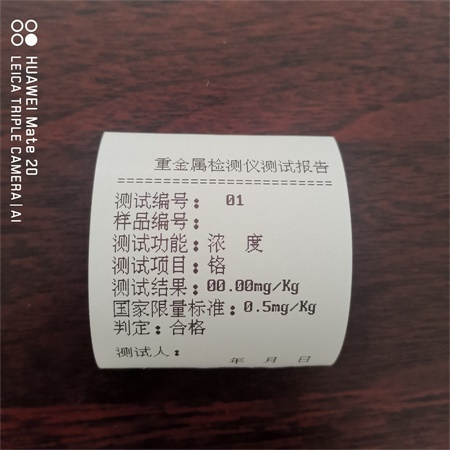 HUAWEI Mate 20
LEICA TRIPLE CAMERA | AI
重金属检测仪测试报告
==============================
测试编号： 01
样品编号：
测试功能：浓 度
测试项目：铬
测试结果：00.00mg/Kg
国家限量标准：0.5mg/Kg
判定：合格
测试人： 年 月 日